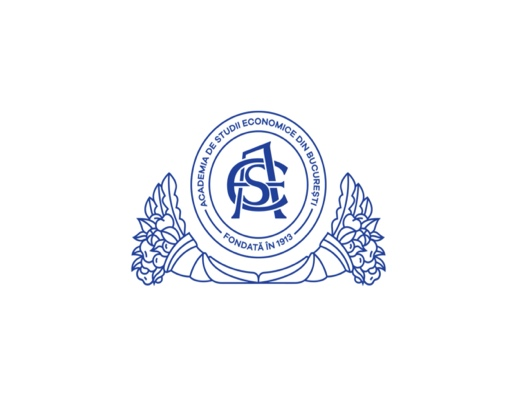 ACADEMIA DE STUDII ECONOMICE DIN BUCUREȘTI
ASE
FONDATĂ ÎN 1913